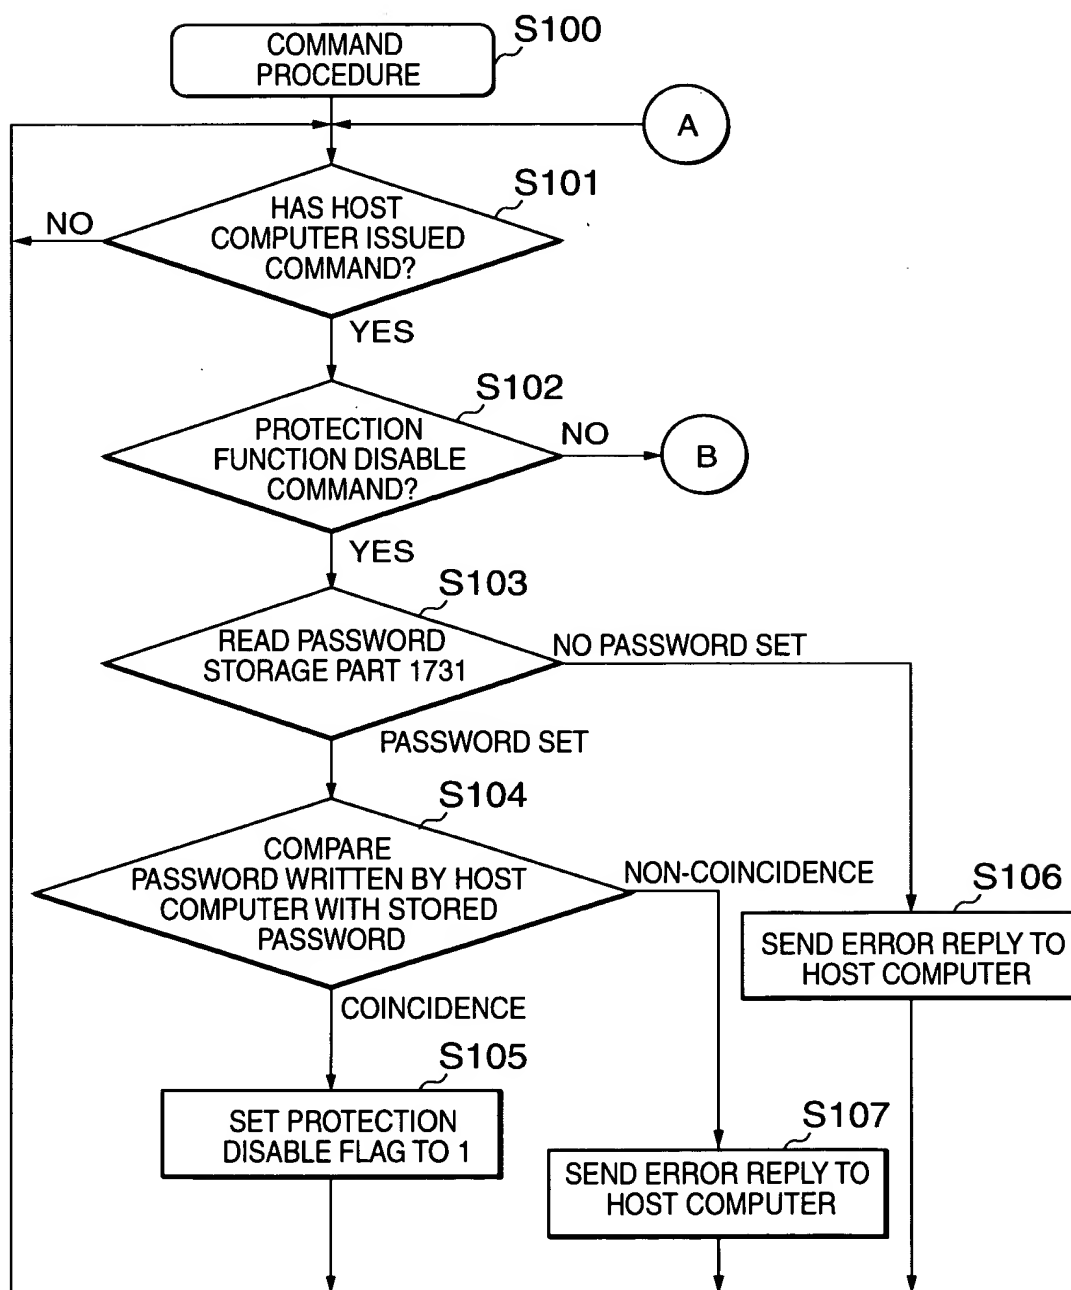 S100
COMMAND
PROCEDURE
A
S101
HAS HOST
COMPUTER ISSUED
COMMAND?
NO
YES
S102
PROTECTION
FUNCTION DISABLE
COMMAND?
NO
B
YES
S103
READ PASSWORD
STORAGE PART 1731
NO PASSWORD SET
PASSWORD SET
S104
COMPARE
PASSWORD WRITTEN BY HOST
COMPUTER WITH STORED
PASSWORD
NON-COINCIDENCE
S106
SEND ERROR REPLY TO
HOST COMPUTER
COINCIDENCE
S105
SET PROTECTION
DISABLE FLAG TO 1
S107
SEND ERROR REPLY TO
HOST COMPUTER